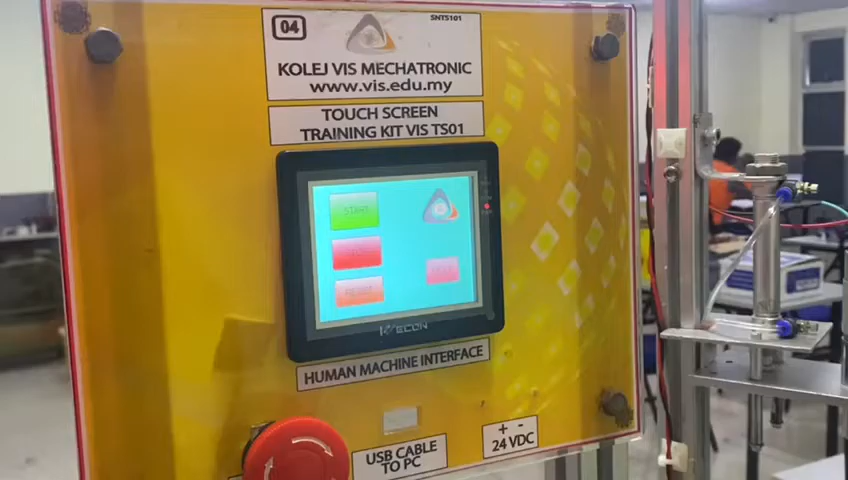 04
SNTS101
KOLEJ VIS MECHATRONIC
www.vis.edu.my
TOUCH SCREEN
TRAINING KIT VIS TS01
START
WECON
HUMAN MACHINE INTERFACE
USB CABLE
TO PC
+ -
24 VDC